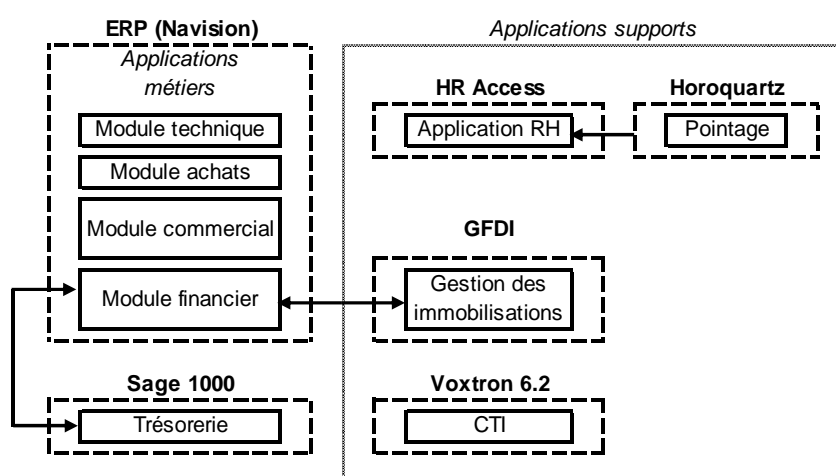 ERP (Navision)
Applications
métiers
Module technique
Module achats
Module commercial
Module financier
Sage 1000
Trésorerie
Applications supports
HR Access
Application RH
Horoquartz
Pointage
GFDI
Gestion des
immobilisations
Voxtron 6.2
CTI